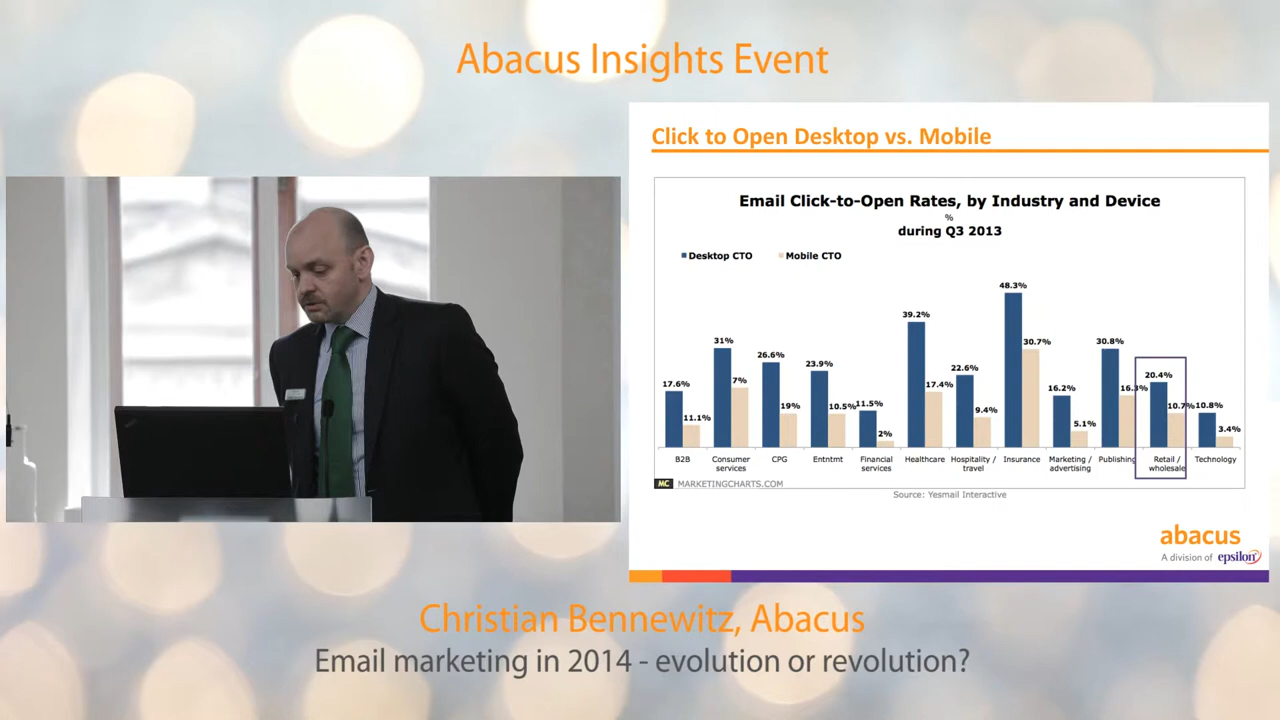 Abacus Insights Event
Click to Open Desktop vs. Mobile
Email Click-to-Open Rates, by Industry and Device
%
during Q3 2013
Desktop CTO
Mobile CTO
17.6% 11.1%
31% 7%
26.6% 19%
23.9% 10.5%
11.5% 2%
39.2% 17.4%
22.6% 9.4%
48.3% 30.7%
16.2% 5.1%
30.8%
20.4% 10.7%
10.8% 3.4%
B2B
Consumer
services
CPG
Entntmt
Financial
services
Healthcare
Hospitality /
travel
Insurance
Marketing /
advertising
Publishing
Retail /
wholesale
Technology
MC MARKETINGCHARTS.COM
Source: Yesmail Interactive
abacus
A division of epsilon
Christian Bennewitz, Abacus
Email marketing in 2014 - evolution or revolution?